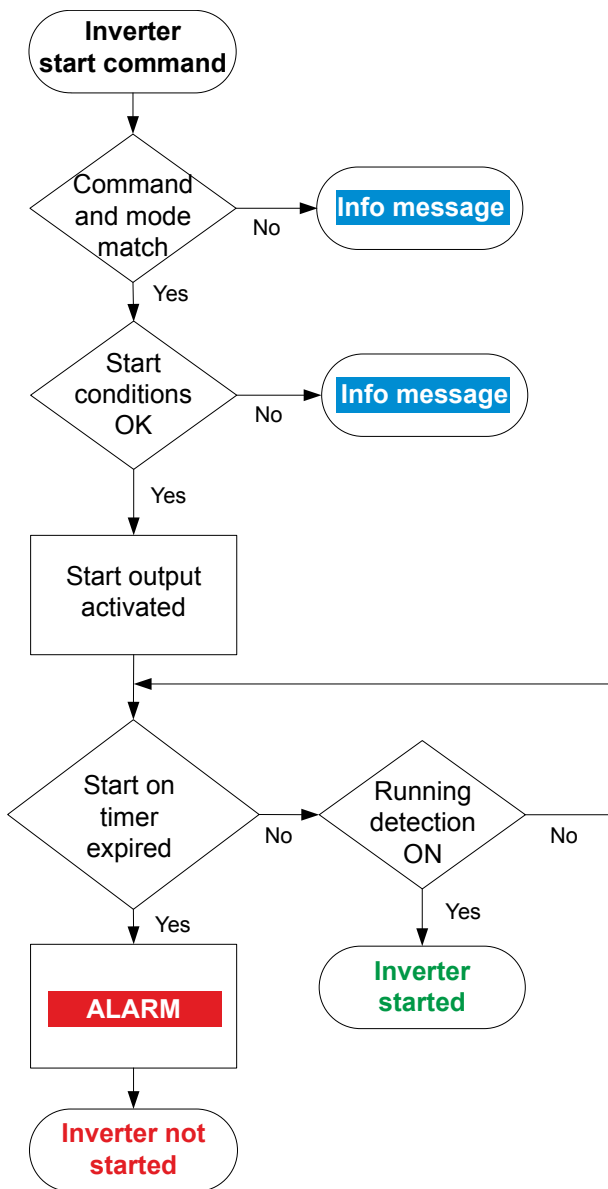 Inverter
start command
Command
and mode
match
No
Info message
Yes
Start
conditions
OK
No
Info message
Yes
Start output
activated
Start on
timer
expired
No
Running
detection
ON
No
Yes
Yes
ALARM
Inverter
started
Inverter not
started